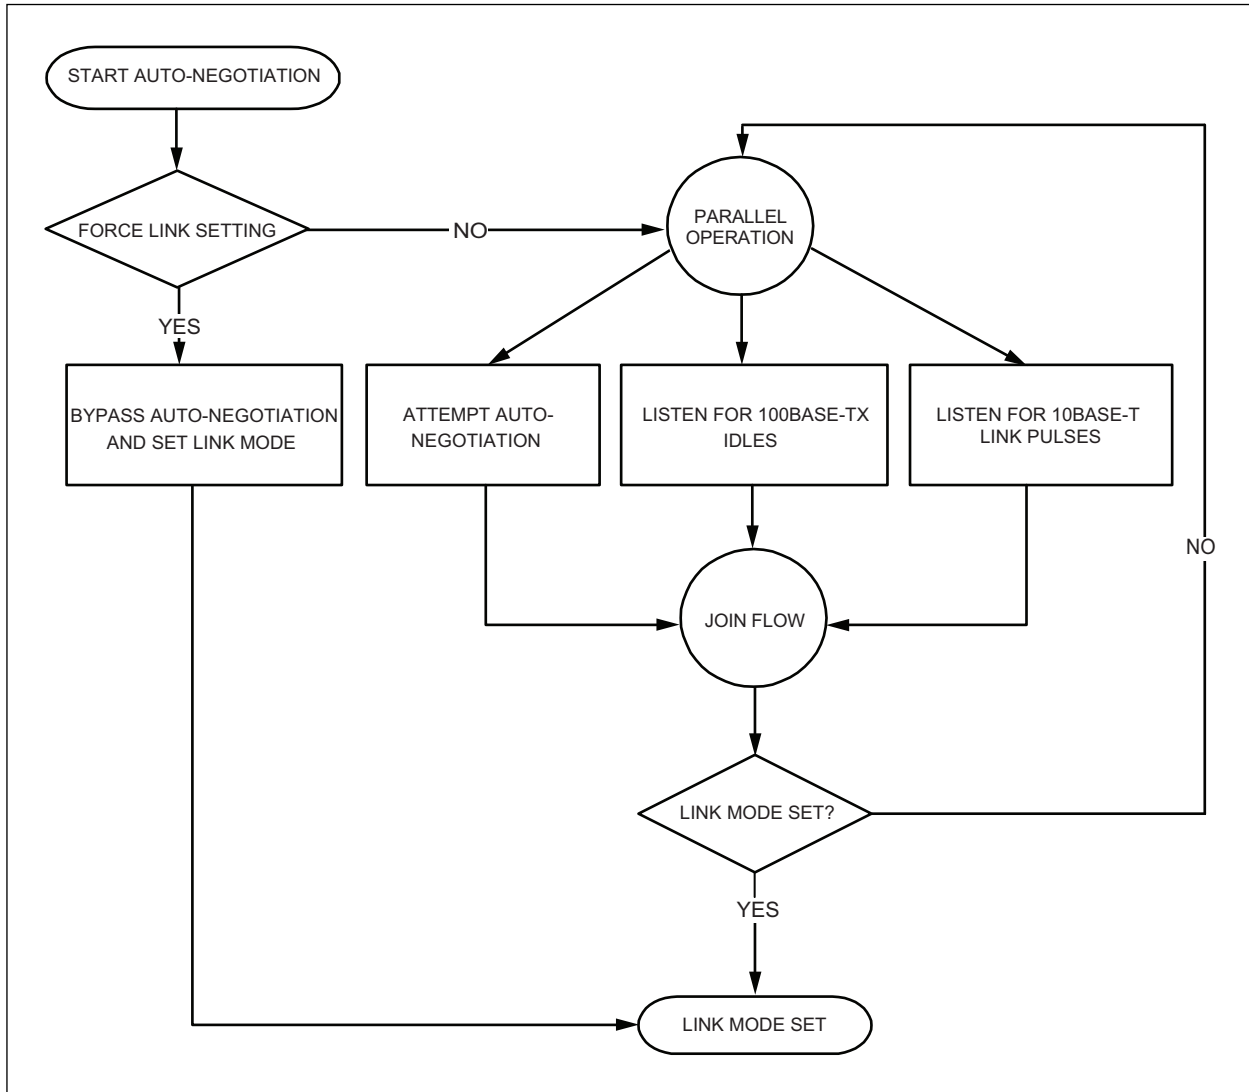 START AUTO-NEGOTIATION
FORCE LINK SETTING
NO
PARALLEL
OPERATION
YES
BYPASS AUTO-NEGOTIATION
AND SET LINK MODE
ATTEMPT AUTO-
NEGOTIATION
LISTEN FOR 100BASE-TX
IDLES
LISTEN FOR 10BASE-T
LINK PULSES
NO
JOIN FLOW
LINK MODE SET?
YES
LINK MODE SET